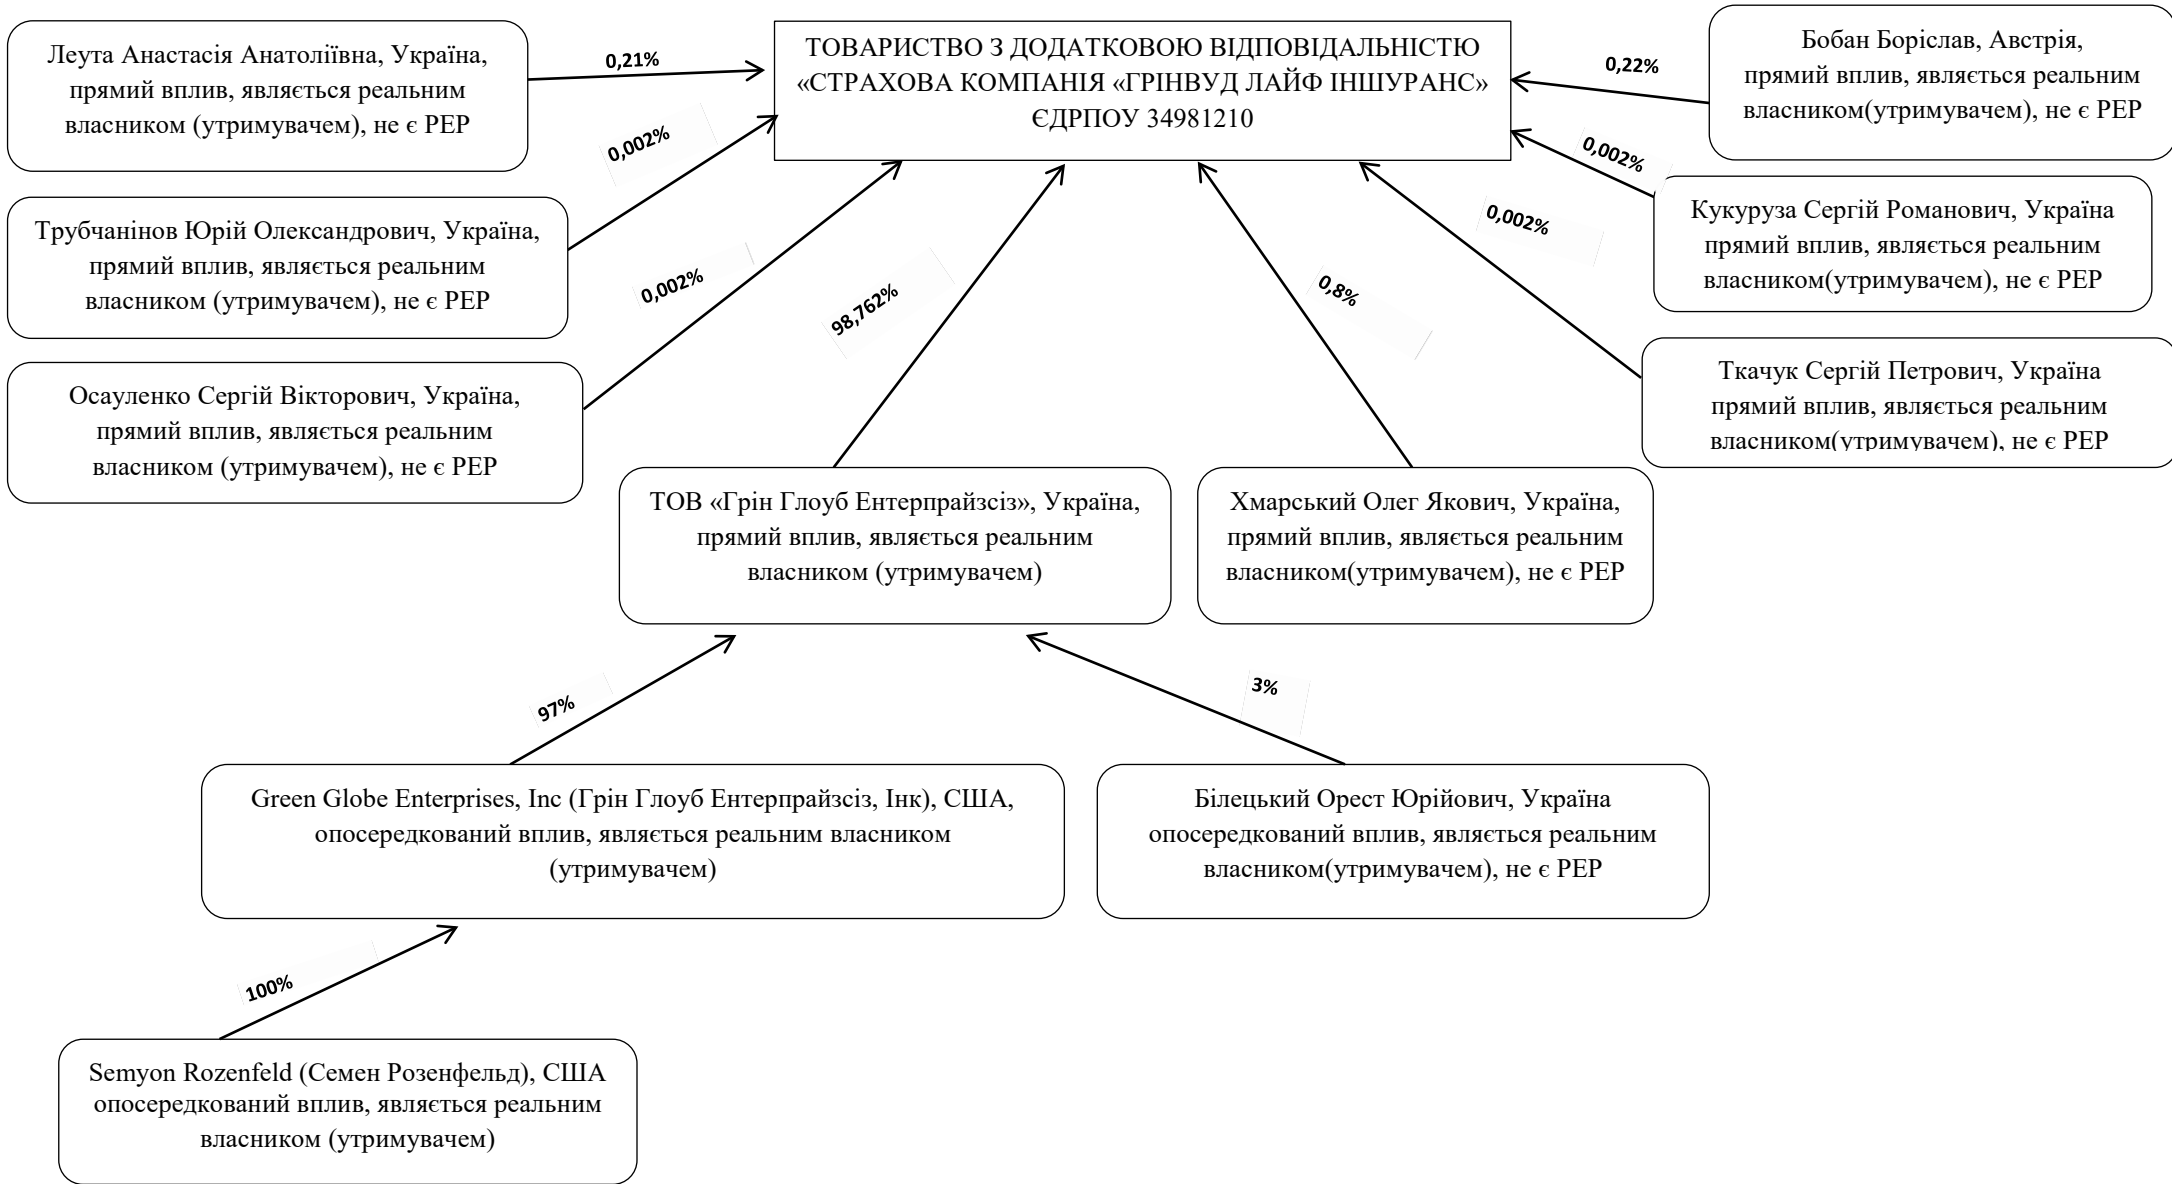 Леута Анастасія Анатоліївна, Україна,
прямий вплив, являється реальним
власником (утримувачем), не є PEP
0,21%
ТОВАРИСТВО З ДОДАТКОВОЮ ВІДПОВІДАЛЬНІСТЮ
«СТРАХОВА КОМПАНІЯ «ГРІНВУД ЛАЙФ ІНШУРАНС»
ЄДРПОУ 34981210
0,22%
Бобан Боріслав, Австрія,
прямий вплив, являється реальним
власником(утримувачем), не є PEP
0,002%
0,002%
Трубчанінов Юрій Олександрович, Україна,
прямий вплив, являється реальним
власником (утримувачем), не є PEP
Кукуруза Сергій Романович, Україна
прямий вплив, являється реальним
власником(утримувачем), не є PEP
0,002%
98,762%
0,8%
0,002%
Осауленко Сергій Вікторович, Україна,
прямий вплив, являється реальним
власником (утримувачем), не є PEP
Ткачук Сергій Петрович, Україна
прямий вплив, являється реальним
власником(утримувачем), не є PEP
ТОВ «Грін Глоуб Ентерпрайзсіз», Україна,
прямий вплив, являється реальним
власником (утримувачем)
Хмарський Олег Якович, Україна,
прямий вплив, являється реальним
власником(утримувачем), не є PEP
97%
3%
Green Globe Enterprises, Inc (Грін Глоуб Ентерпрайзсіз, Інк), США,
опосередкований вплив, являється реальним власником
(утримувачем)
Білецький Орест Юрійович, Україна
опосередкований вплив, являється реальним
власником(утримувачем), не є PEP
100%
Semyon Rozenfeld (Семен Розенфельд), США
опосередкований вплив, являється реальним
власником (утримувачем)